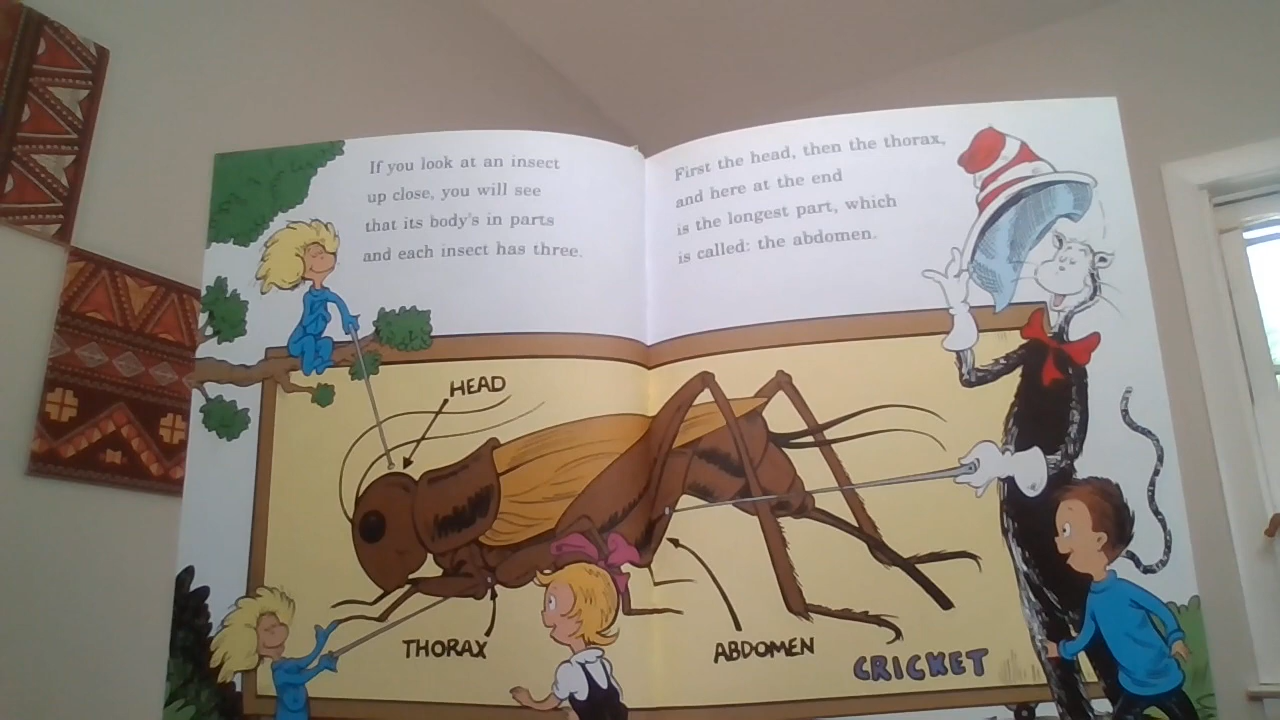 If you look at an insect
up close, you will see
that its body's in parts
and each insect has three.
First the head, then the thorax,
and here at the end
is the longest part, which
is called: the abdomen.
HEAD
THORAX
ABDOMEN
CRICKET